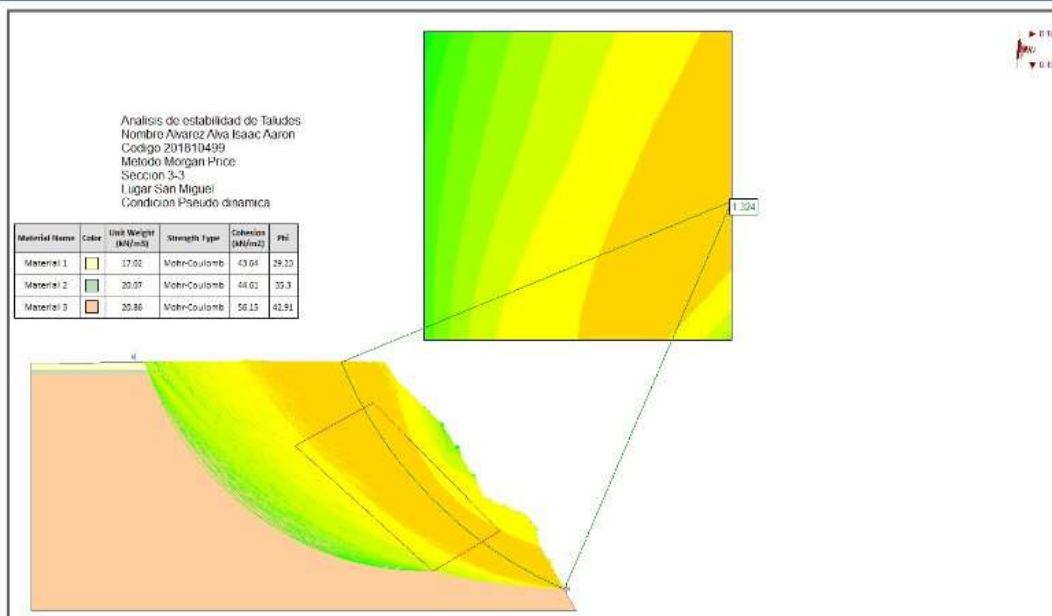 Analisis de estabilidad de Taludes
Nombre Alvarez Alva Isaac Aaron
Codigo 201810499
Metodo Morgan Price
Seccion 3-3
Lugar San Miguel
Condicion Pseudo dinamica
Material Name Color Unit Weight (kN/m3) Strength Type Cohesion (kN/m2) Phi
Material 1 17.02 Mohr-Coulomb 43.64 29.23
Material 2 20.07 Mohr-Coulomb 44.61 35.3
Material 3 20.86 Mohr-Coulomb 56.15 42.91
1.324